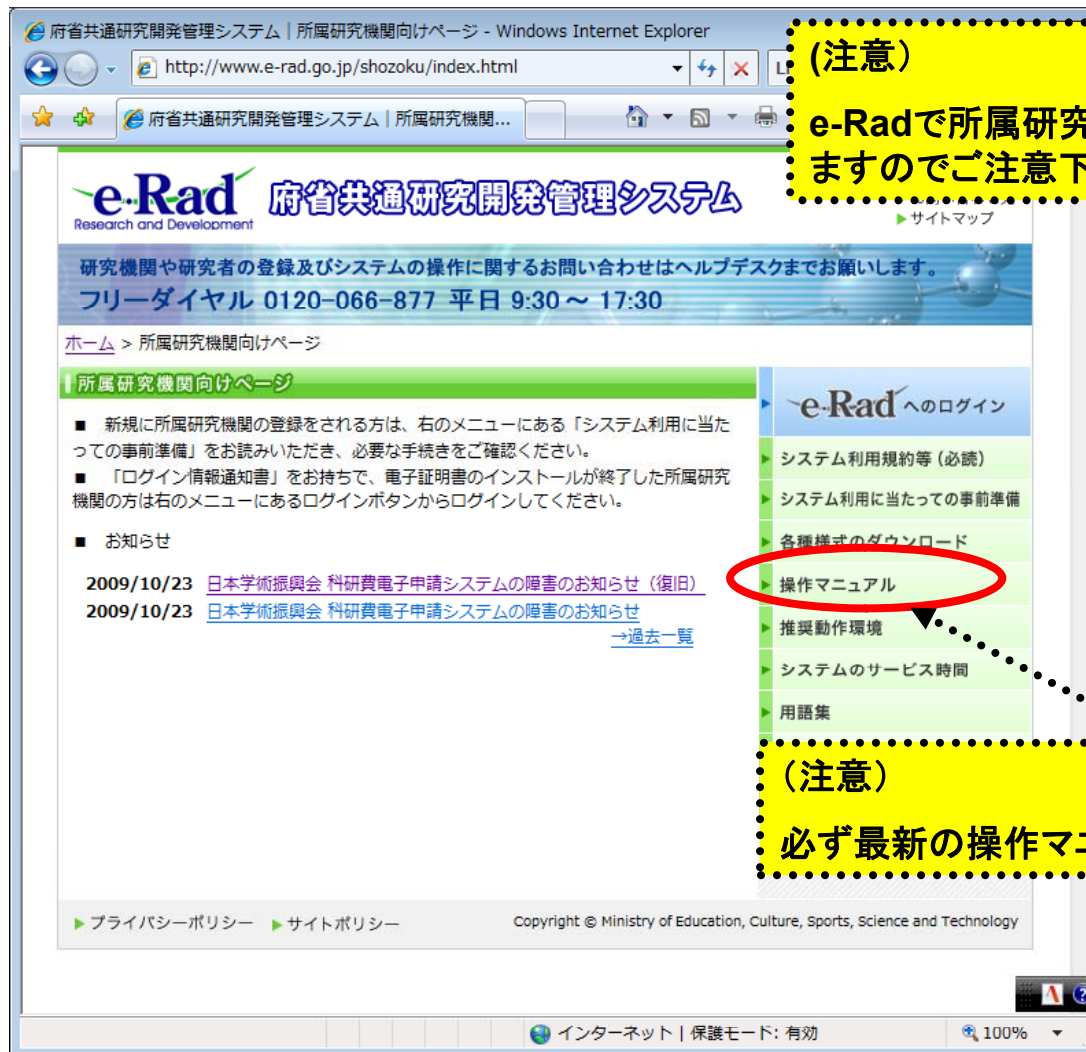 府省共通研究開発管理システム | 所属研究機関向けページ - Windows Internet Explorer
http://www.e-rad.go.jp/shozoku/index.html
府省共通研究開発管理システム | 所属研究機関...
(注意)
e-Radで所属研究
ますのでご注意下
e-Rad 府省共通研究開発管理システム
Research and Development
サイトマップ
研究機関や研究者の登録及びシステムの操作に関するお問い合わせはヘルプデスクまでお願いします。
フリーダイヤル 0120-066-877 平日 9:30～ 17:30
ホーム > 所属研究機関向けページ
所属研究機関向けページ
■ 新規に所属研究機関の登録をされる方は、右のメニューにある「システム利用に当た
っての事前準備」をお読みいただき、必要な手続きをご確認ください。
■ 「ログイン情報通知書」をお持ちで、電子証明書のインストールが終了した所属研究
機関の方は右のメニューにあるログインボタンからログインしてください。
■ お知らせ
2009/10/23 日本学術振興会 科研費電子申請システムの障害のお知らせ（復旧）
2009/10/23 日本学術振興会 科研費電子申請システムの障害のお知らせ
→過去一覧
e-Rad へのログイン
システム利用規約等 (必読)
システム利用に当たっての事前準備
各種様式のダウンロード
操作マニュアル
推奨動作環境
システムのサービス時間
用語集
（注意）
必ず最新の操作マニ
プライバシーポリシー サイトポリシー
Copyright © Ministry of Education, Culture, Sports, Science and Technology
インターネット | 保護モード: 有効
100%